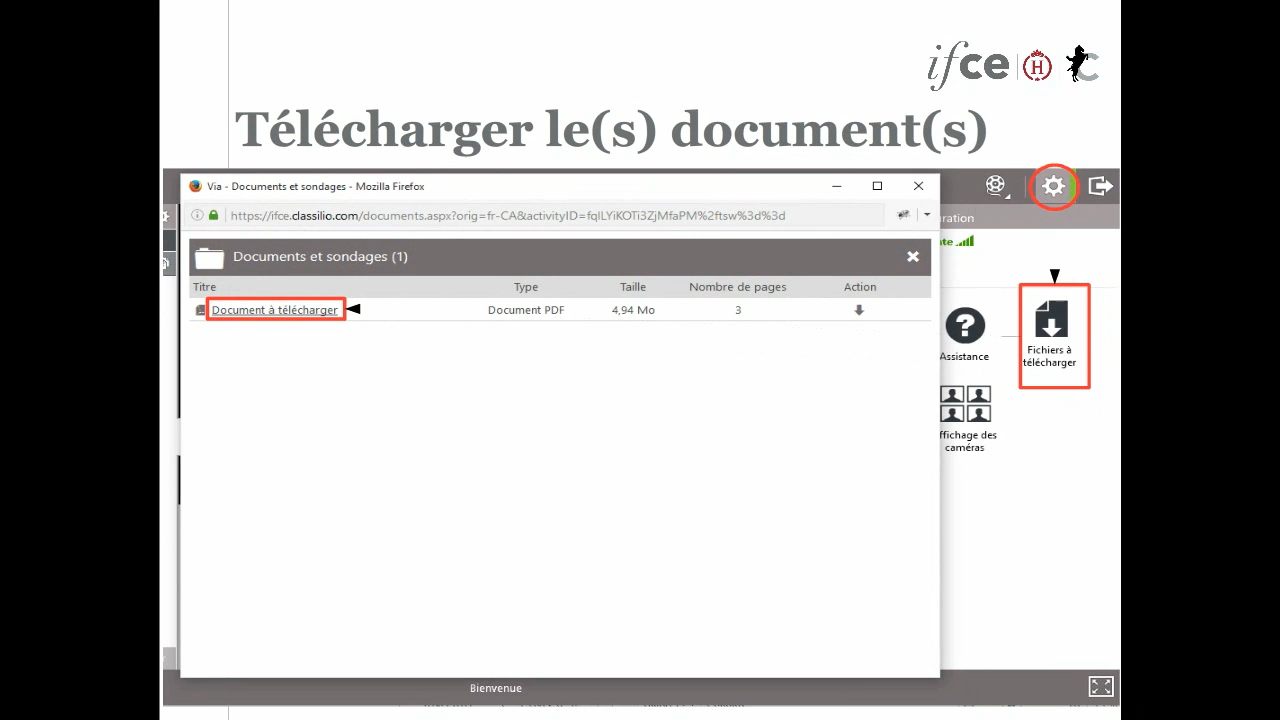 ifce
H
C
Télécharger le(s) document(s)
Via - Documents et sondages - Mozilla Firefox
https://ifce.classilio.com/documents.aspx?orig=fr-CA&activityID=fqlLYiKOTi3ZjMfaPM%2ftsw%3d%3d
Documents et sondages (1)
Titre Type Taille Nombre de pages Action
Document à télécharger Document PDF 4,94 Mo 3
Assistance
Fichiers à
télécharger
ffichage des
caméras
Bienvenue